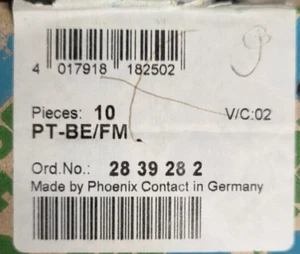 4 017918 182502
Pieces: 10 V/C:02
PT-BE/FM
Ord.No.: 28 39 28 2
Made by Phoenix Contact in Germany